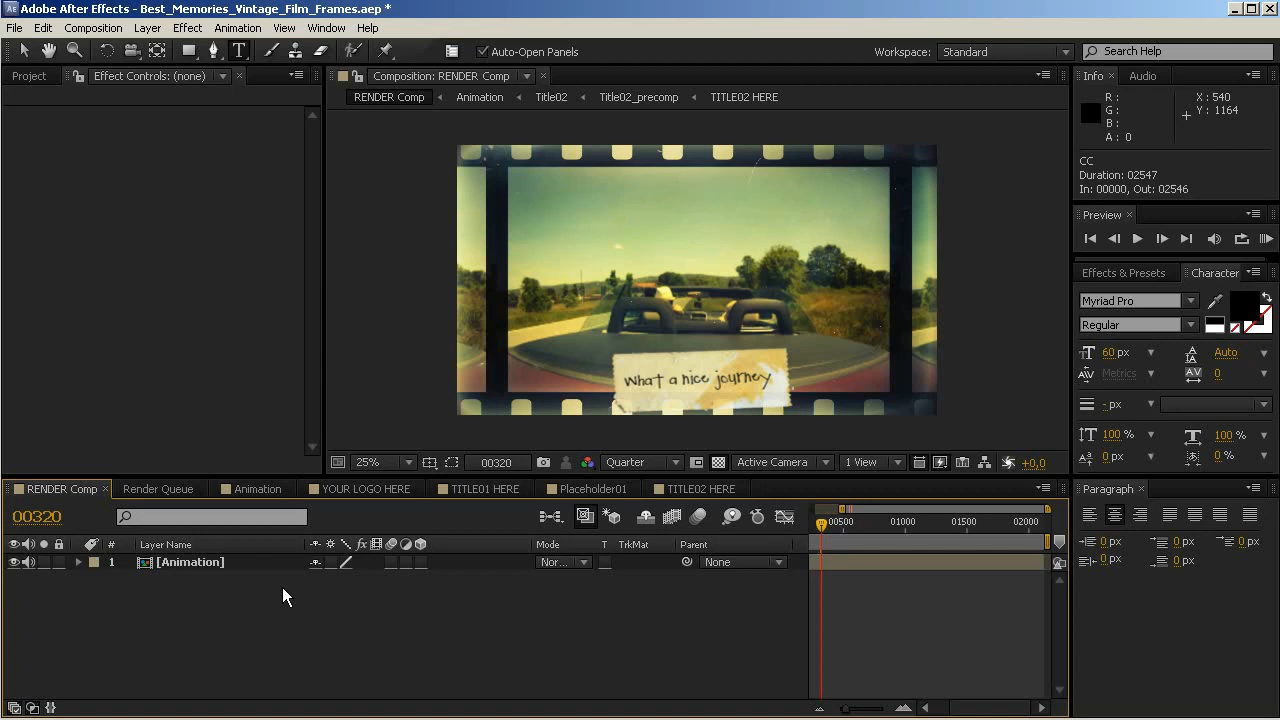 Adobe After Effects - Best_Memories_Vintage_Film_Frames.aep *
File Edit Composition Layer Effect Animation View Window Help
Auto-Open Panels
Workspace: Standard
Search Help
Project
Effect Controls: (none)
Composition: RENDER Comp
RENDER Comp
Animation
Title02
Title02_precomp
TITLE02 HERE
what a nice journey
25%
00320
Quarter
Active Camera
1 View
+0,0
Info
Audio
R :
G :
B :
A : 0
X : 540
Y : 1164
CC
Duration: 02547
In: 00000, Out: 02546
Preview
Effects & Presets
Character
Myriad Pro
Regular
60 px
Auto
Metrics
0
- px
100 %
100 %
0 px
0 %
RENDER Comp
Render Queue
Animation
YOUR LOGO HERE
TITLE01 HERE
Placeholder01
TITLE02 HERE
00320
00500
01000
01500
02000
# Layer Name
fx
Mode
T
TrkMat
Parent
1
[Animation]
Nor...
None
Paragraph
0 px
0 px
0 px
0 px
0 px